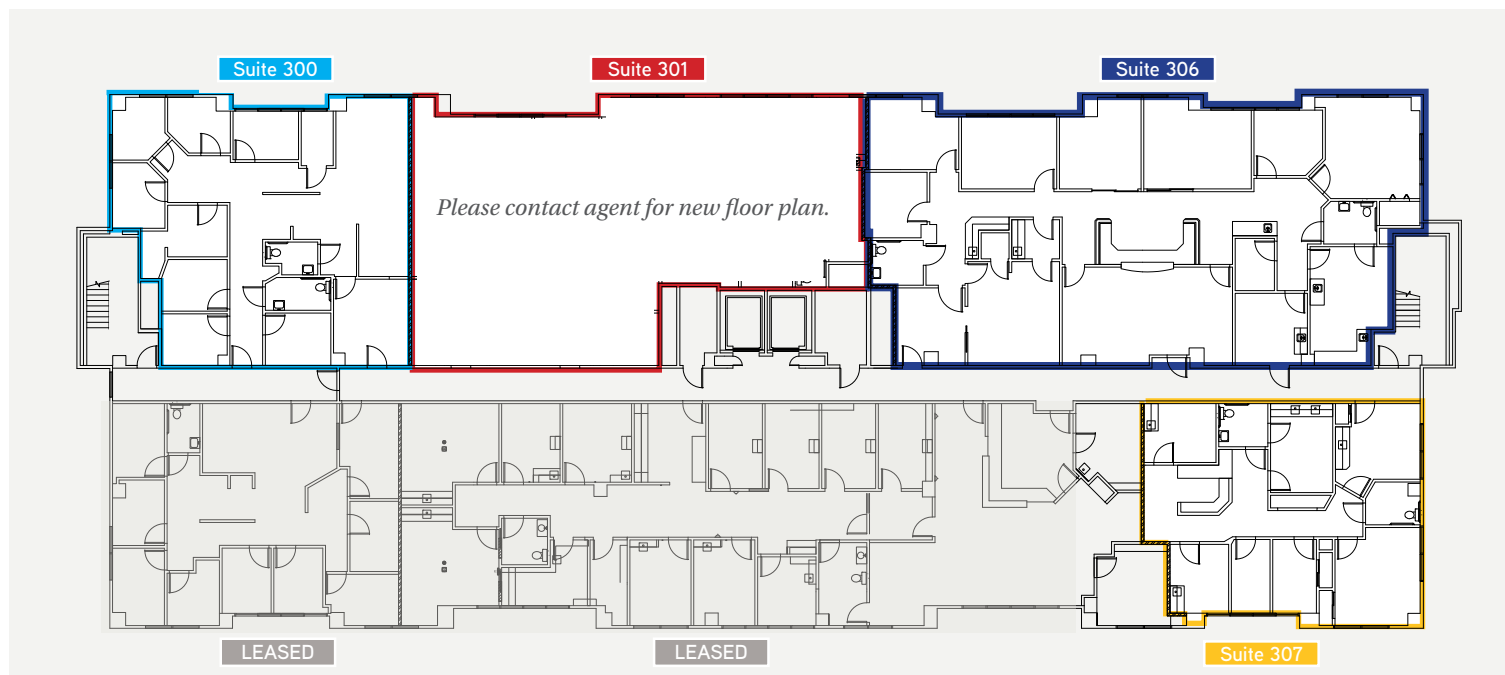 Suite 300
Suite 301
Suite 306
Please contact agent for new floor plan.
LEASED
LEASED
Suite 307